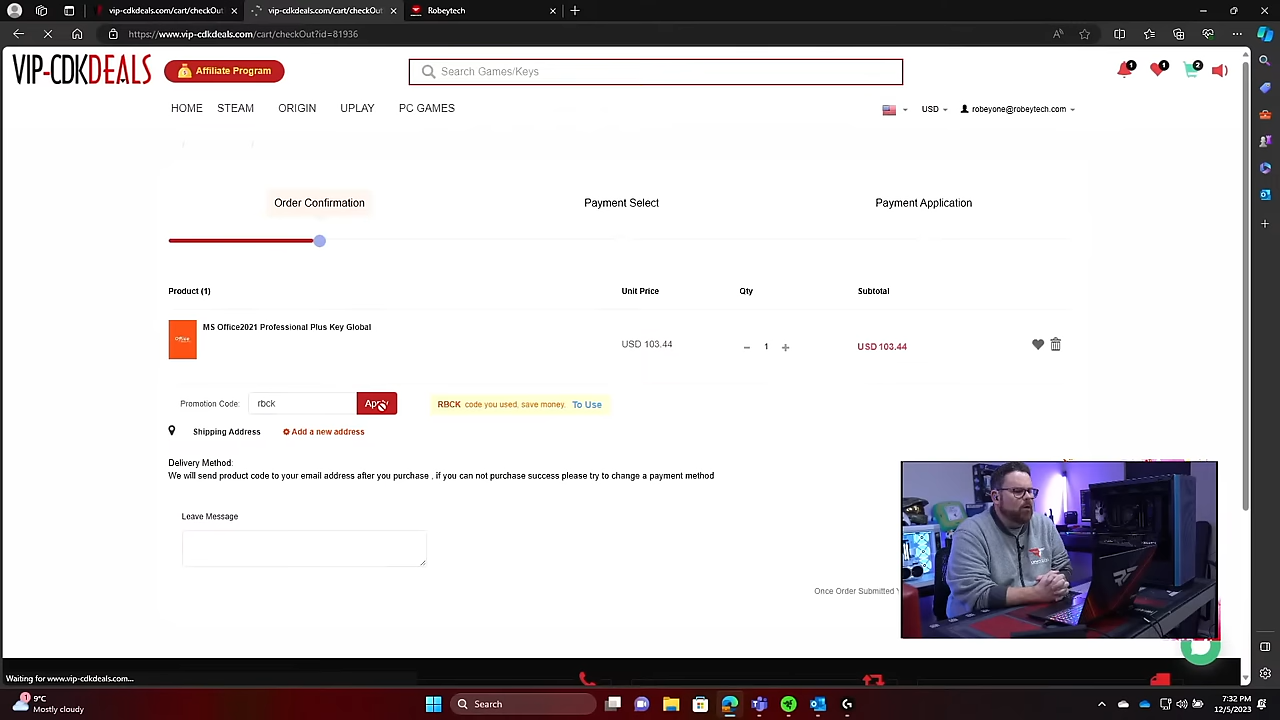 vip-cdkdeals.com/cart/checkOut?
vip-cdkdeals.com/cart/checkOut?
Robeytech
https://www.vip-cdkdeals.com/cart/checkOut?id=81936
VIP-CDKDEALS
Affiliate Program
Search Games/Keys
1
1
2
HOME
STEAM
ORIGIN
UPLAY
PC GAMES
USD
robeyone@robeytech.com
Order Confirmation
Payment Select
Payment Application
Product (1)
Unit Price
Qty
Subtotal
Office
MS Office2021 Professional Plus Key Global
USD 103.44
1
USD 103.44
Promotion Code:
rbck
Apply
RBCK code you used, save money. To Use
Shipping Address
Add a new address
Delivery Method:
We will send product code to your email address after you purchase , if you can not purchase success please try to change a payment method
Leave Message
Once Order Submitted
Waiting for www.vip-cdkdeals.com...
1
9°C
Mostly cloudy
Search
7:32 PM
12/5/2023